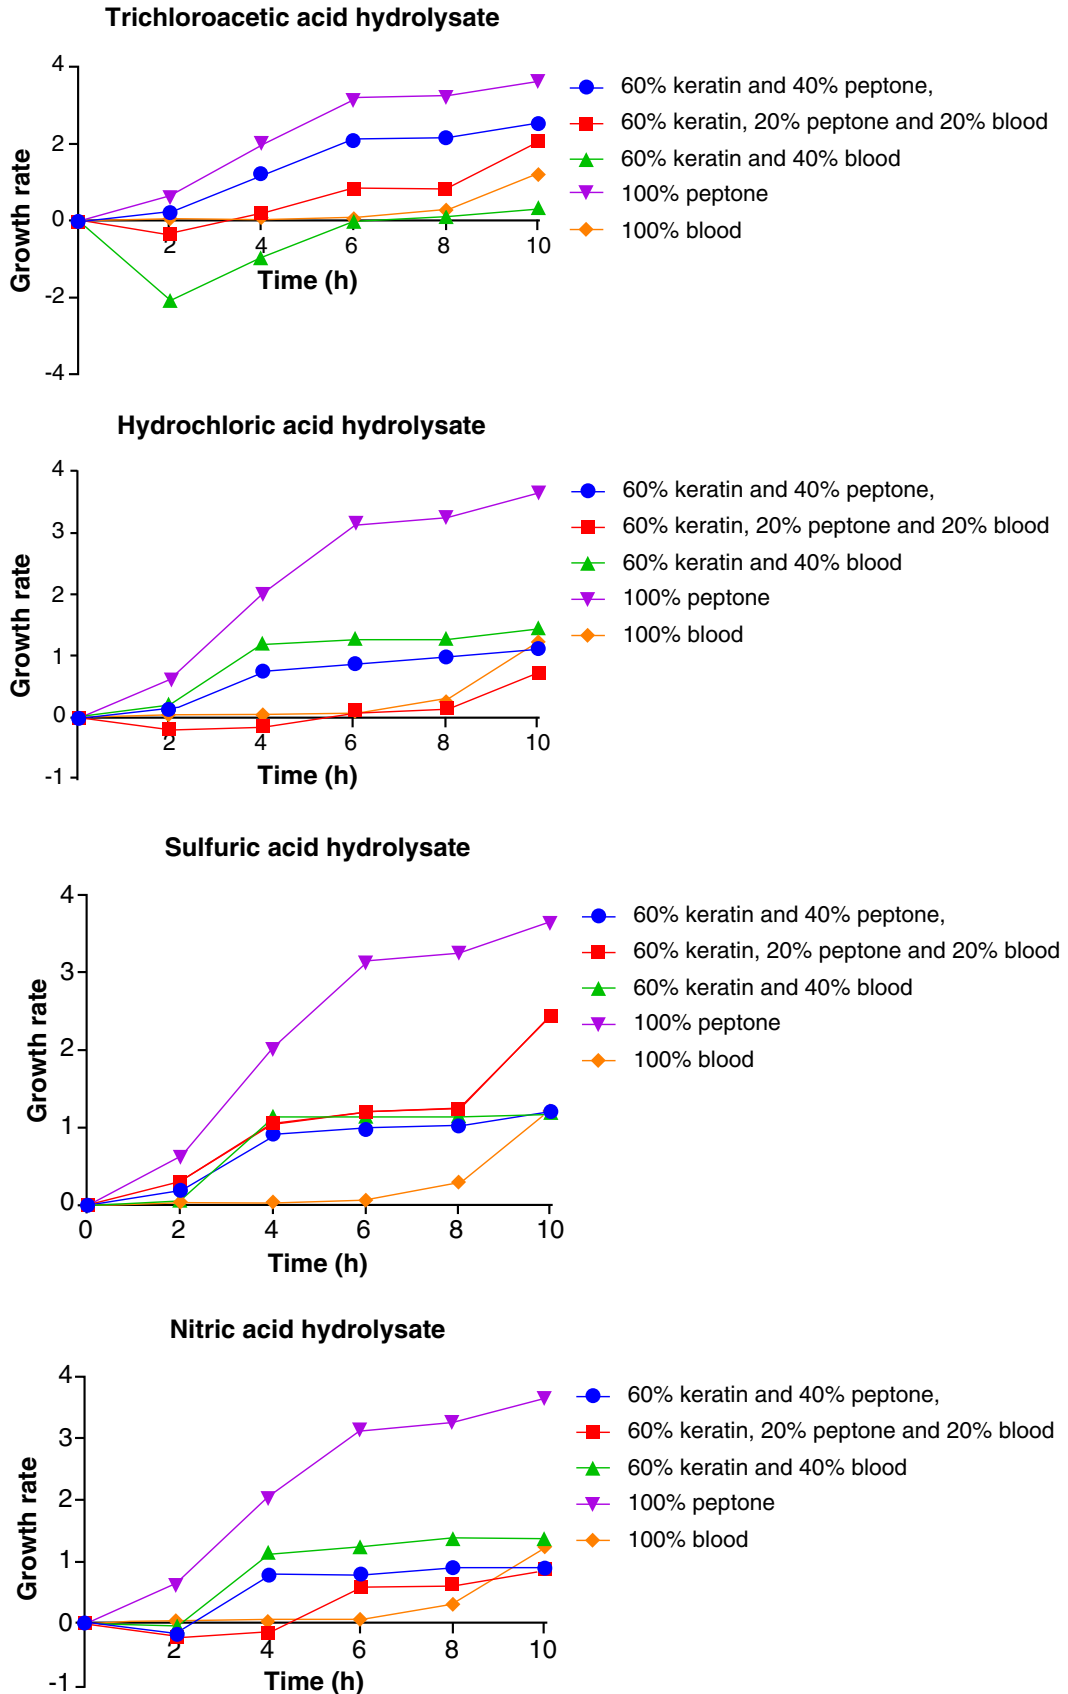 Trichloroacetic acid hydrolysate
4
2
0
-2
-4
Growth rate
2
4
6
8
10
Time (h)
60% keratin and 40% peptone,
60% keratin, 20% peptone and 20% blood
60% keratin and 40% blood
100% peptone
100% blood
Hydrochloric acid hydrolysate
4
3
2
1
0
-1
Growth rate
2
4
6
8
10
Time (h)
60% keratin and 40% peptone,
60% keratin, 20% peptone and 20% blood
60% keratin and 40% blood
100% peptone
100% blood
Sulfuric acid hydrolysate
4
3
2
1
0
Growth rate
0
2
4
6
8
10
Time (h)
60% keratin and 40% peptone,
60% keratin, 20% peptone and 20% blood
60% keratin and 40% blood
100% peptone
100% blood
Nitric acid hydrolysate
4
3
2
1
0
-1
Growth rate
2
4
6
8
10
Time (h)
60% keratin and 40% peptone,
60% keratin, 20% peptone and 20% blood
60% keratin and 40% blood
100% peptone
100% blood